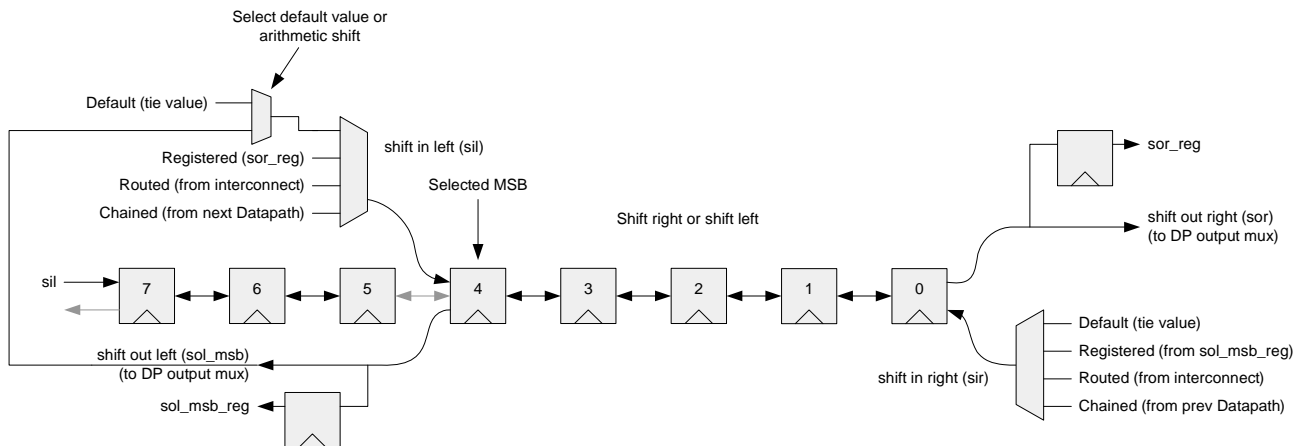 Select default value or
arithmetic shift
Default (tie value)
shift in left (sil)
Registered (sor_reg)
Routed (from interconnect)
Chained (from next Datapath)
Selected MSB
Shift right or shift left
sor_reg
shift out right (sor)
(to DP output mux)
sil
7
6
5
4
3
2
1
0
shift out left (sol_msb)
(to DP output mux)
sol_msb_reg
shift in right (sir)
Default (tie value)
Registered (from sol_msb_reg)
Routed (from interconnect)
Chained (from prev Datapath)